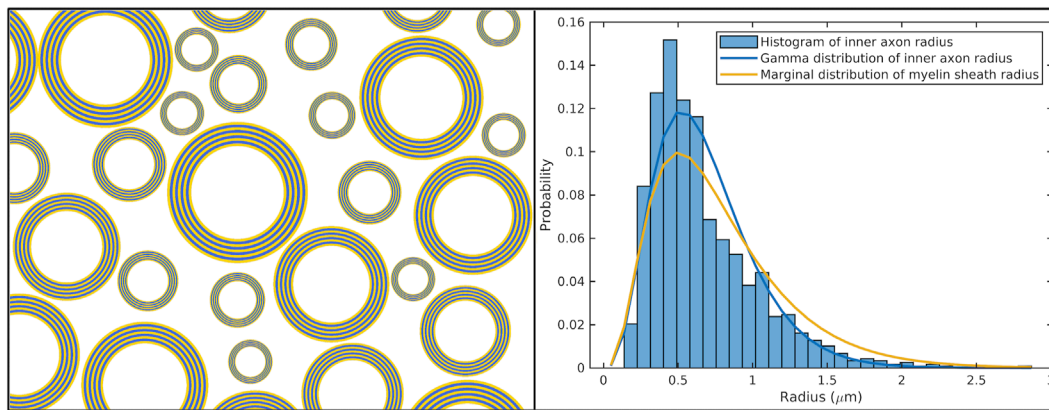 0.16
0.14
0.12
0.1
0.08
0.06
0.04
0.02
0
Probability
Histogram of inner axon radius
Gamma distribution of inner axon radius
Marginal distribution of myelin sheath radius
0 0.5 1 1.5 2 2.5 3
Radius (μm)